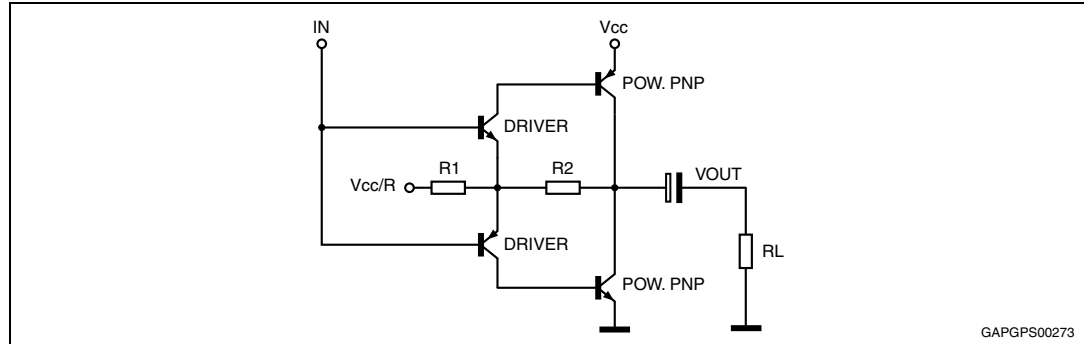 IN
Vcc
POW. PNP
DRIVER
R1
R2
VOUT
Vcc/R
DRIVER
RL
POW. PNP
GAPGPS00273